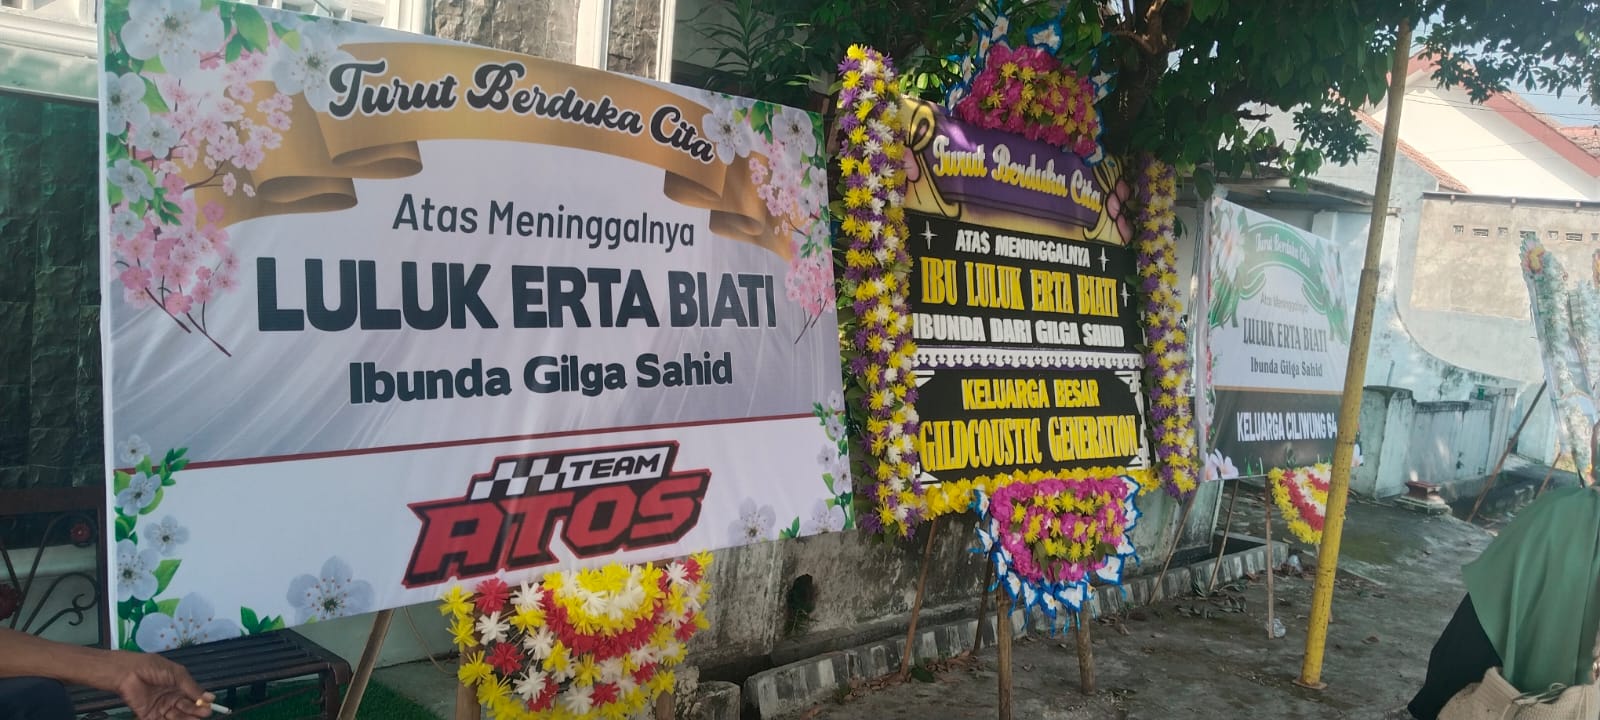 Turut Berduka Cita
Atas Meninggalnya
LULUK ERTA BIATI
Ibunda Gilga Sahid
TEAM
ATOS
Turut Berduka Cita
ATAS MENINGGALNYA
IBU LULUK ERTA BIATI
IBUNDA DARI GILGA SAHID
KELUARGA BESAR
GILDCOUSTIC GENERATION
Turut Berduka Cita
Atas Meninggalnya
LULUK ERTA BIATI
Ibunda Gilga Sahid
KELUARGA CILIWUNG 64